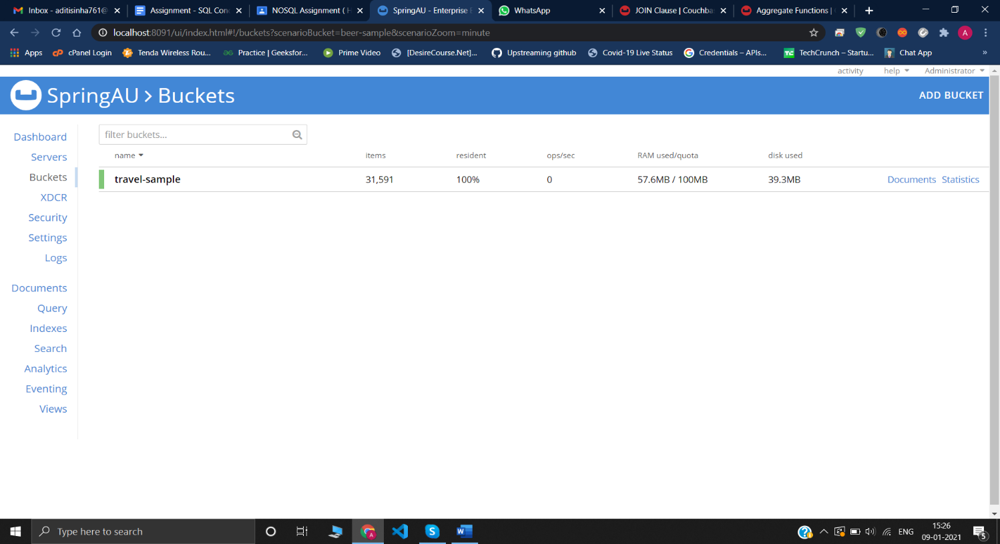 Inbox - aditisinha761@ Assignment - SQL Con NOSQL Assignment ( H SpringAU - Enterprise E WhatsApp JOIN Clause | Couchba Aggregate Functions |
localhost:8091/ui/index.html#!/buckets?scenarioBucket=beer-sample&scenarioZoom=minute A
Apps cPanel Login Tenda Wireless Rou... Practice | Geeksfor... Prime Video [DesireCourse.Net]... Upstreaming github Covid-19 Live Status Credentials – APIs... TechCrunch – Startu... Chat App »
activity help Administrator
SpringAU > Buckets ADD BUCKET
Dashboard
Servers
Buckets
XDCR
Security
Settings
Logs
Documents
Query
Indexes
Search
Analytics
Eventing
Views
filter buckets...
name items resident ops/sec RAM used/quota disk used
travel-sample 31,591 100% 0 57.6MB / 100MB 39.3MB Documents Statistics
Type here to search ENG 15:26
09-01-2021 5